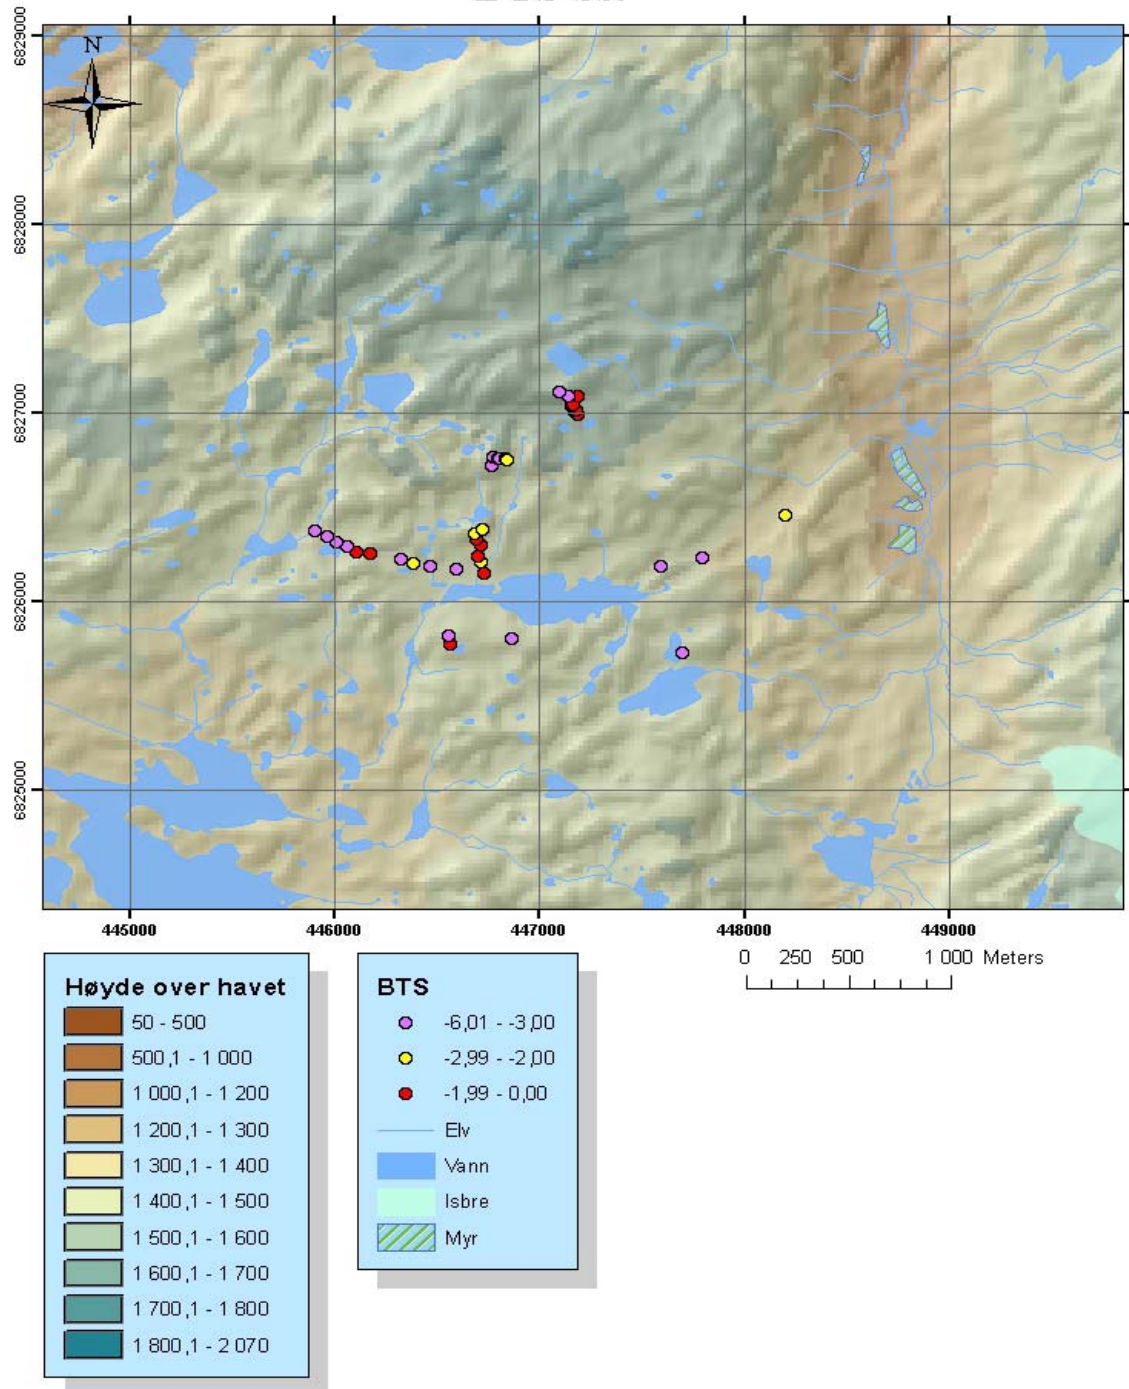 6829000
N
6828000
6827000
6826000
6825000
445000 446000 447000 448000 449000
0 250 500 1 000 Meters
Høyde over havet
50 - 500
500,1 - 1 000
1 000,1 - 1 200
1 200,1 - 1 300
1 300,1 - 1 400
1 400,1 - 1 500
1 500,1 - 1 600
1 600,1 - 1 700
1 700,1 - 1 800
1 800,1 - 2 070
BTS
-6,01 - -3,00
-2,99 - -2,00
-1,99 - 0,00
Elv
Vann
Isbre
Myr